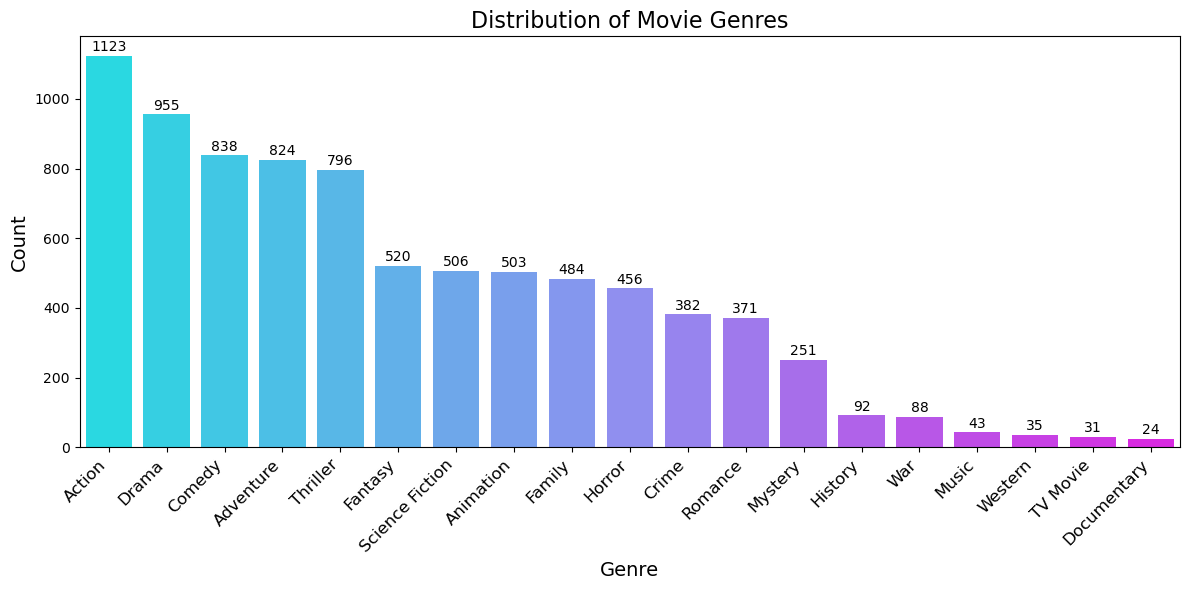 Distribution of Movie Genres
Count
1000
800
600
400
200
0
1123
955
838
824
796
520
506
503
484
456
382
371
251
92
88
43
35
31
24
Action
Drama
Comedy
Adventure
Thriller
Fantasy
Science Fiction
Animation
Family
Horror
Crime
Romance
Mystery
History
War
Music
Western
TV Movie
Documentary
Genre